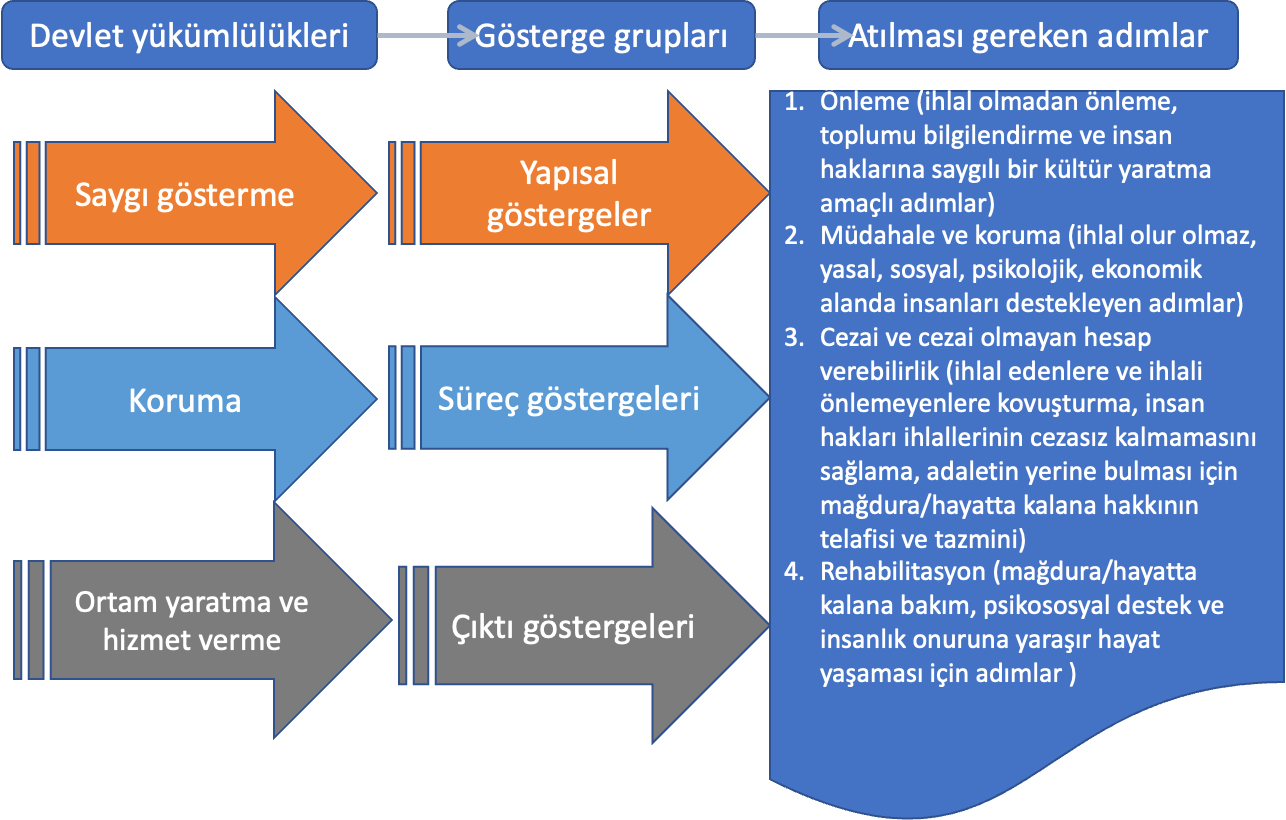 Devlet yükümlülükleri
Gösterge grupları
Atılması gereken adımlar
Saygı gösterme
Yapısal
göstergeler
Koruma
Süreç göstergeleri
Ortam yaratma ve
hizmet verme
Çıktı göstergeleri
1. Önleme (ihlal olmadan önleme,
toplumu bilgilendirme ve insan
haklarına saygılı bir kültür yaratma
amaçlı adımlar)
2. Müdahale ve koruma (ihlal olur olmaz,
yasal, sosyal, psikolojik, ekonomik
alanda insanları destekleyen adımlar)
3. Cezai ve cezai olmayan hesap
verebilirlik (ihlal edenlere ve ihlali
önlemeyenlere kovuşturma, insan
hakları ihlallerinin cezasız kalmamasını
sağlama, adaletin yerine bulması için
mağdura/hayatta kalana hakkının
telafisi ve tazmini)
4. Rehabilitasyon (mağdura/hayatta
kalana bakım, psikososyal destek ve
insanlık onuruna yaraşır hayat
yaşaması için adımlar )